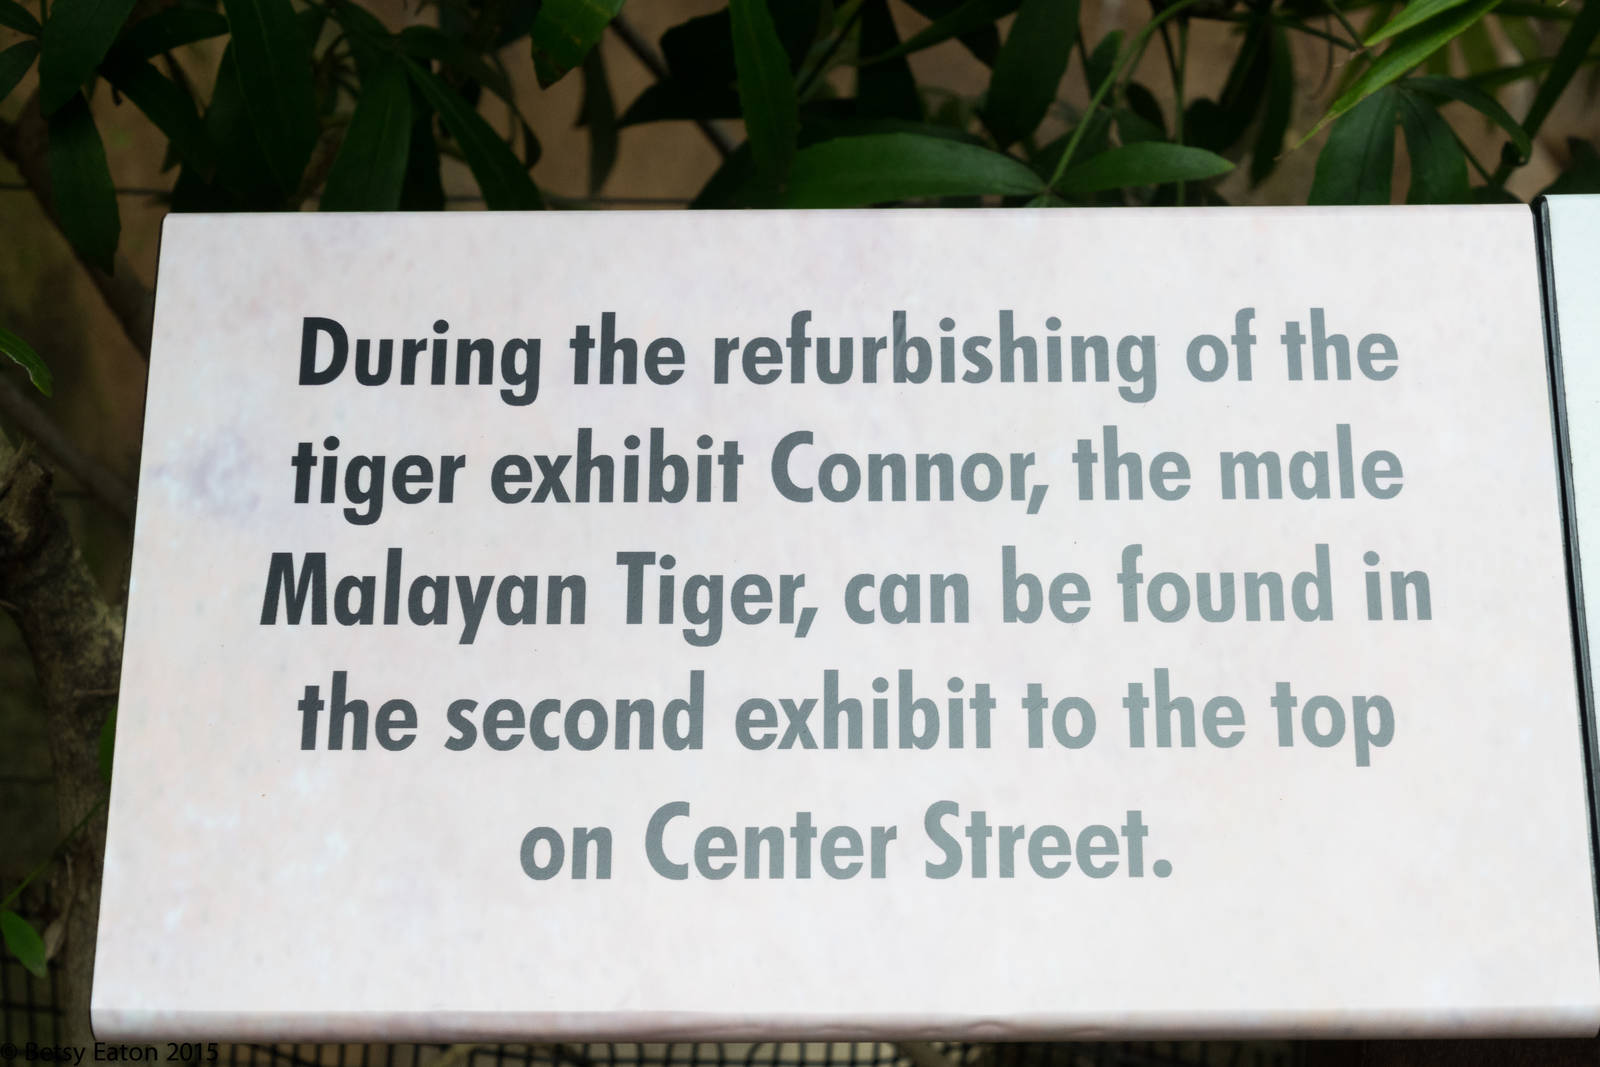 During the refurbishing of the
tiger exhibit Connor, the male
Malayan Tiger, can be found in
the second exhibit to the top
on Center Street.
© Betsy Eaton 2015